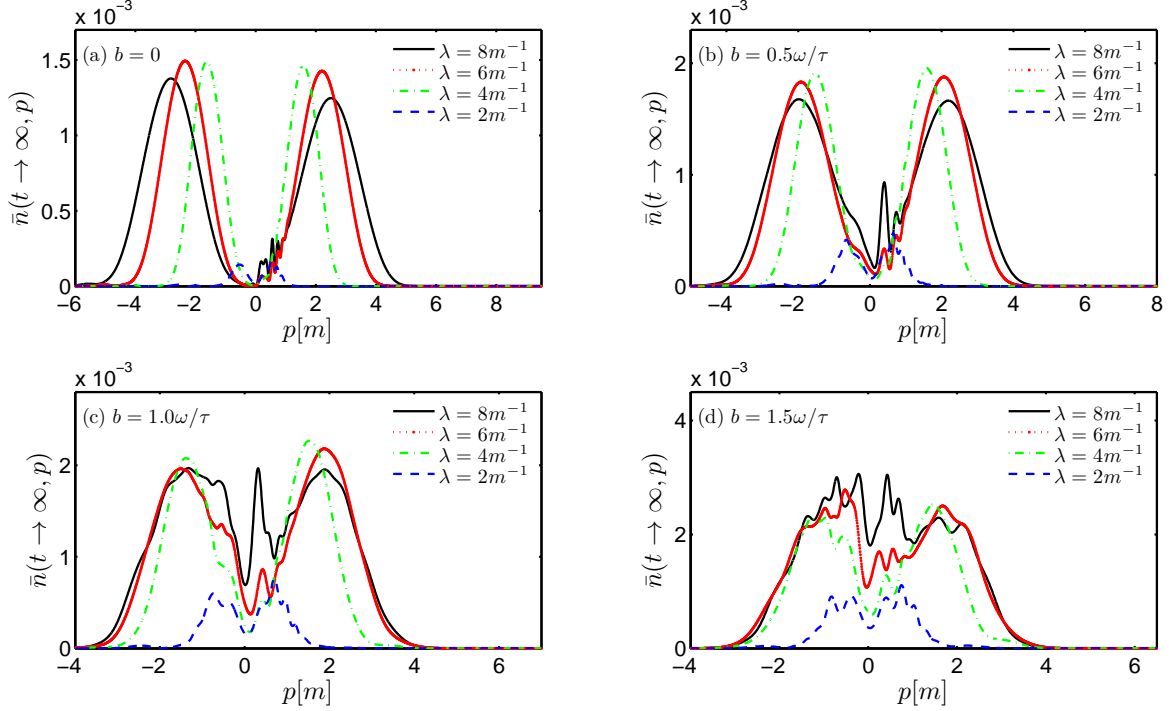 x 10⁻³
(a) b = 0
λ = 8m⁻¹
λ = 6m⁻¹
λ = 4m⁻¹
λ = 2m⁻¹
1.5
1
0.5
0
−6 −4 −2 0 2 4 6 8
p[m]
n̄(t → ∞, p)
x 10⁻³
(b) b = 0.5ω/τ
λ = 8m⁻¹
λ = 6m⁻¹
λ = 4m⁻¹
λ = 2m⁻¹
2
1
0
−4 −2 0 2 4 6 8
p[m]
n̄(t → ∞, p)
x 10⁻³
(c) b = 1.0ω/τ
λ = 8m⁻¹
λ = 6m⁻¹
λ = 4m⁻¹
λ = 2m⁻¹
2
1
0
−4 −2 0 2 4 6
p[m]
n̄(t → ∞, p)
x 10⁻³
(d) b = 1.5ω/τ
λ = 8m⁻¹
λ = 6m⁻¹
λ = 4m⁻¹
λ = 2m⁻¹
4
2
0
−4 −2 0 2 4 6
p[m]
n̄(t → ∞, p)